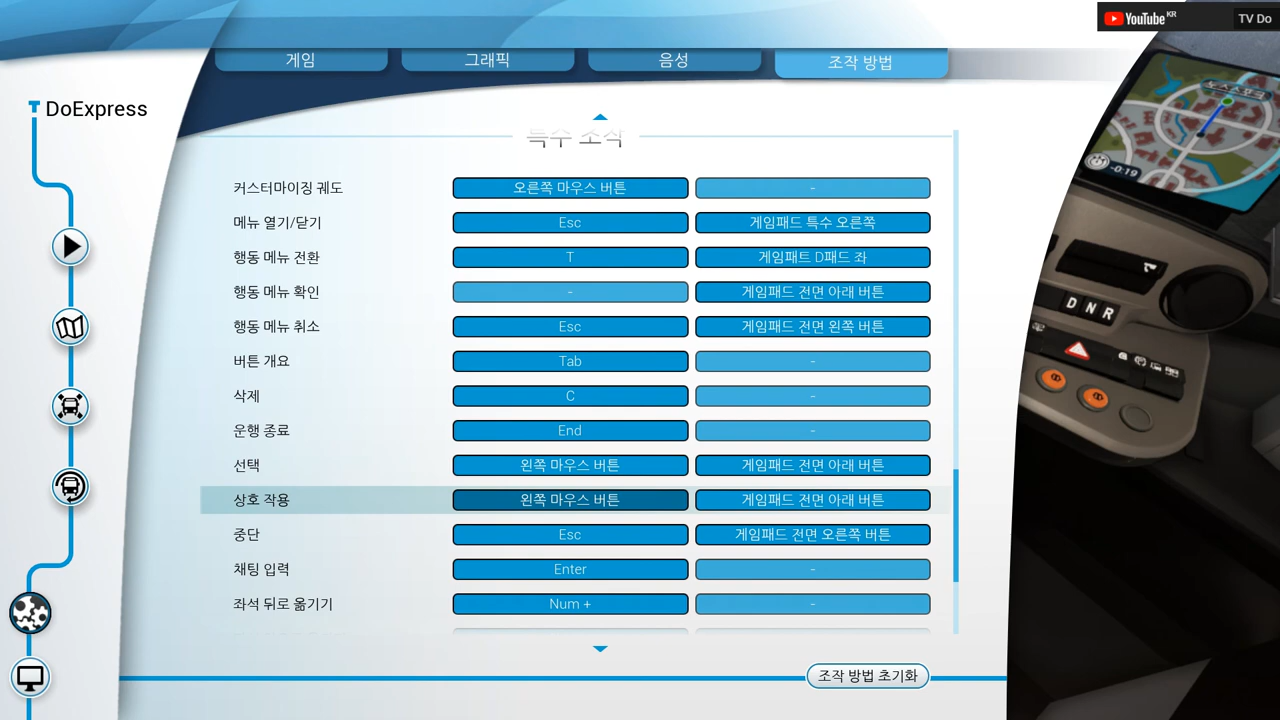 YouTube KR
TV Do
게임
그래픽
음성
조작 방법
DoExpress
특수 조작
커스터마이징 궤도
오른쪽 마우스 버튼
-
메뉴 열기/닫기
Esc
게임패드 특수 오른쪽
행동 메뉴 전환
T
게임패트 D패드 좌
행동 메뉴 확인
-
게임패드 전면 아래 버튼
행동 메뉴 취소
Esc
게임패드 전면 왼쪽 버튼
버튼 개요
Tab
-
삭제
C
-
운행 종료
End
-
선택
왼쪽 마우스 버튼
게임패드 전면 아래 버튼
상호 작용
왼쪽 마우스 버튼
게임패드 전면 아래 버튼
중단
Esc
게임패드 전면 오른쪽 버튼
채팅 입력
Enter
-
좌석 뒤로 옮기기
Num +
-
조작 방법 초기화
-0:19
D N R